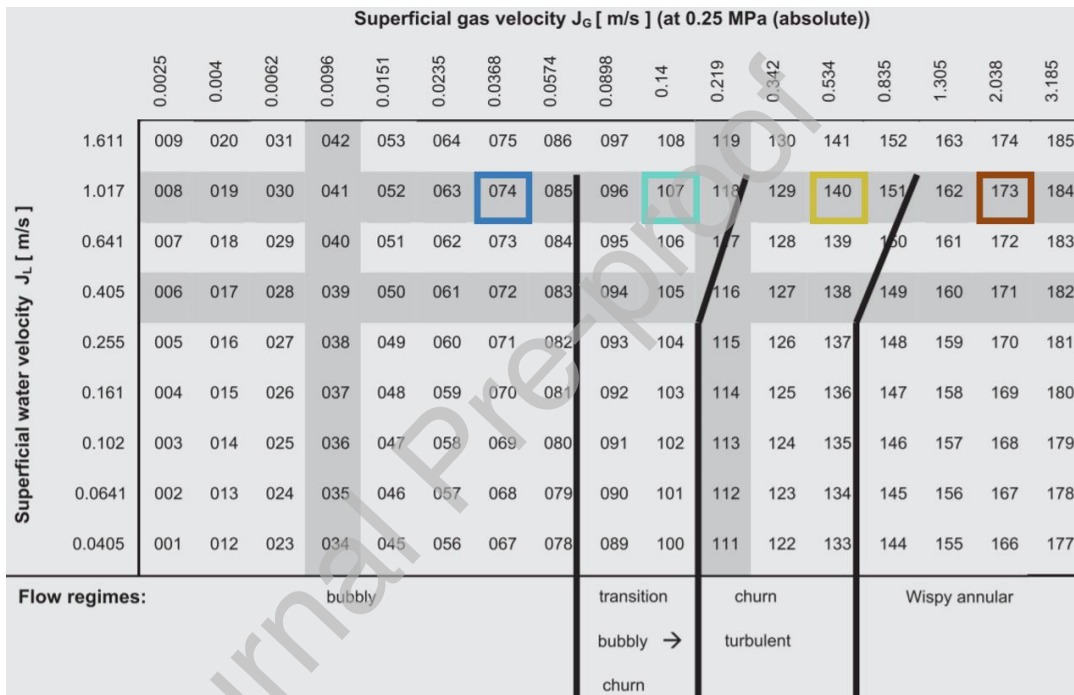 Superficial gas velocity J_G [ m/s ] (at 0.25 MPa (absolute))
0.0025 0.004 0.0062 0.0096 0.0151 0.0235 0.0368 0.0574 0.0898 0.14 0.219 0.342 0.534 0.835 1.305 2.038 3.185
Superficial water velocity J_L [ m/s ]
1.611 009 020 031 042 053 064 075 086 097 108 119 130 141 152 163 174 185
1.017 008 019 030 041 052 063 074 085 096 107 118 129 140 151 162 173 184
0.641 007 018 029 040 051 062 073 084 095 106 117 128 139 150 161 172 183
0.405 006 017 028 039 050 061 072 083 094 105 116 127 138 149 160 171 182
0.255 005 016 027 038 049 060 071 082 093 104 115 126 137 148 159 170 181
0.161 004 015 026 037 048 059 070 081 092 103 114 125 136 147 158 169 180
0.102 003 014 025 036 047 058 069 080 091 102 113 124 135 146 157 168 179
0.0641 002 013 024 035 046 057 068 079 090 101 112 123 134 145 156 167 178
0.0405 001 012 023 034 045 056 067 078 089 100 111 122 133 144 155 166 177
Flow regimes: bubbly transition churn Wispy annular
bubbly → turbulent
churn
urnal Pre-proof